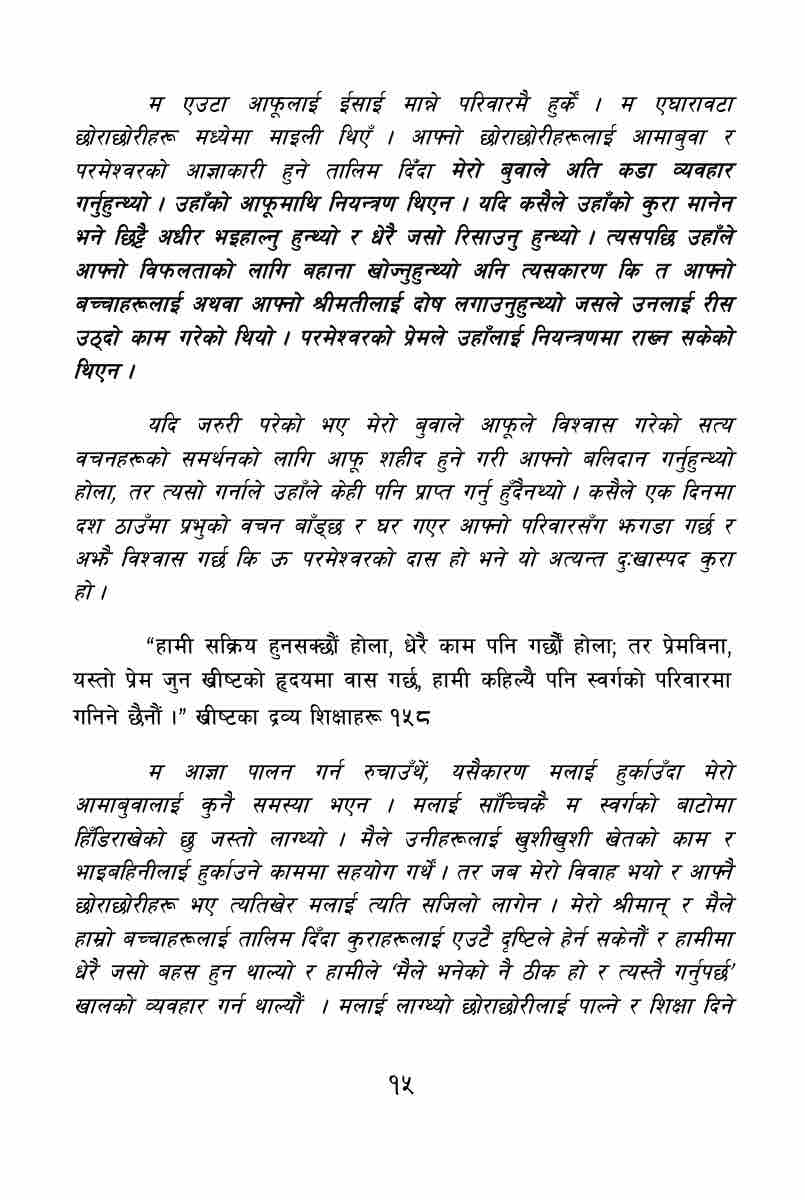 म एउटा आफूलाई ईसाई मान्ने परिवारमै हुर्कें । म एघारावटा
छोराछोरीहरू मध्येमा माइली थिएँ । आफ्नो छोराछोरीहरूलाई आमाबुवा र
परमेश्वरको आज्ञाकारी हुने तालिम दिँदा मेरो बुवाले अति कडा व्यवहार
गर्नुहुन्थ्यो । उहाँको आफूमाथि नियन्त्रण थिएन । यदि कसैले उहाँको कुरा मानेन
भने छिट्टै अधीर भइहाल्नु हुन्थ्यो र धेरै जसो रिसाउनु हुन्थ्यो । त्यसपछि उहाँले
आफ्नो विफलताको लागि बहाना खोज्नुहुन्थ्यो अनि त्यसकारण कि त आफ्नो
बच्चाहरूलाई अथवा आफ्नो श्रीमतीलाई दोष लगाउनुहुन्थ्यो जसले उनलाई रीस
उठ्दो काम गरेको थियो । परमेश्वरको प्रेमले उहाँलाई नियन्त्रणमा राख्न सकेको
थिएन ।
यदि जरुरी परेको भए मेरो बुवाले आफूले विश्वास गरेको सत्य
वचनहरूको समर्थनको लागि आफू शहीद हुने गरी आफ्नो बलिदान गर्नुहुन्थ्यो
होला, तर त्यसो गर्नाले उहाँले केही पनि प्राप्त गर्नु हुँदैनथ्यो । कसैले एक दिनमा
दश ठाउँमा प्रभुको वचन बाँड्छ र घर गएर आफ्नो परिवारसँग झगडा गर्छ र
अझै विश्वास गर्छ कि ऊ परमेश्वरको दास हो भने यो अत्यन्त दुःखास्पद कुरा
हो ।
“हामी सक्रिय हुनसक्छौं होला, धेरै काम पनि गर्छौं होला; तर प्रेमविना,
यस्तो प्रेम जुन ख्रीष्टको हृदयमा वास गर्छ, हामी कहिल्यै पनि स्वर्गको परिवारमा
गनिने छैनौं ।” ख्रीष्टका द्रव्य शिक्षाहरू १५८
म आज्ञा पालन गर्न रुचाउँथें, यसैकारण मलाई हुर्काउँदा मेरो
आमाबुवालाई कुनै समस्या भएन । मलाई साँच्चिकै म स्वर्गको बाटोमा
हिँडिराखेको छु जस्तो लाग्थ्यो । मैले उनीहरूलाई खुशीखुशी खेतको काम र
भाइबहिनीलाई हुर्काउने काममा सहयोग गर्थें । तर जब मेरो विवाह भयो र आफ्नै
छोराछोरीहरू भए त्यतिखेर मलाई त्यति सजिलो लागेन । मेरो श्रीमान् र मैले
हाम्रो बच्चाहरूलाई तालिम दिँदा कुराहरूलाई एउटै दृष्टिले हेर्न सकेनौं र हामीमा
धेरै जसो बहस हुन थाल्यो र हामीले ‘मैले भनेको नै ठीक हो र त्यस्तै गर्नुपर्छ’
खालको व्यवहार गर्न थाल्यौं । मलाई लाग्थ्यो छोराछोरीलाई पाल्ने र शिक्षा दिने
१५